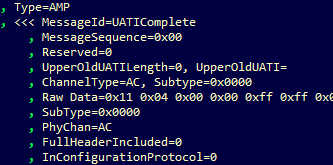 , Type=AMP
, <<< MessageId=UATIComplete
, MessageSequence=0x00
, Reserved=0
, UpperOldUATILength=0, UpperOldUATI=
, ChannelType=AC, Subtype=0x0000
, Raw Data=0x11 0x04 0x00 0x00 0xff 0xff 0x0
, SubType=0x0000
, PhyChan=AC
, FullHeaderIncluded=0
, InConfigurationProtocol=0